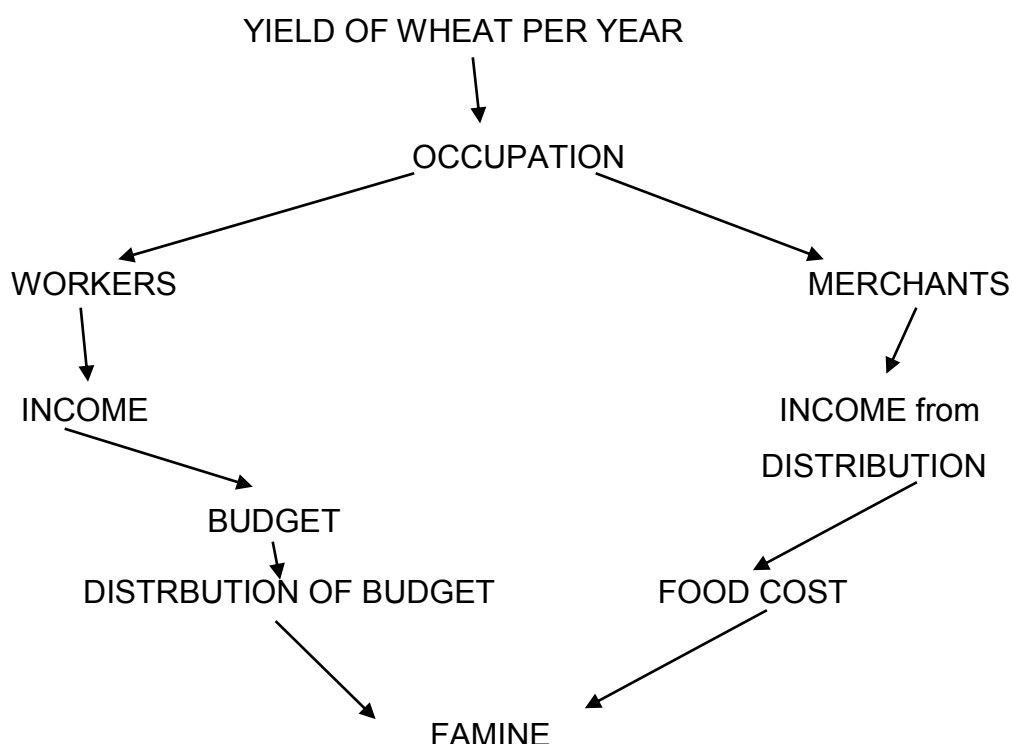 YIELD OF WHEAT PER YEAR
OCCUPATION
WORKERS
MERCHANTS
INCOME
INCOME from
DISTRIBUTION
BUDGET
DISTRBUTION OF BUDGET
FOOD COST
FAMINE